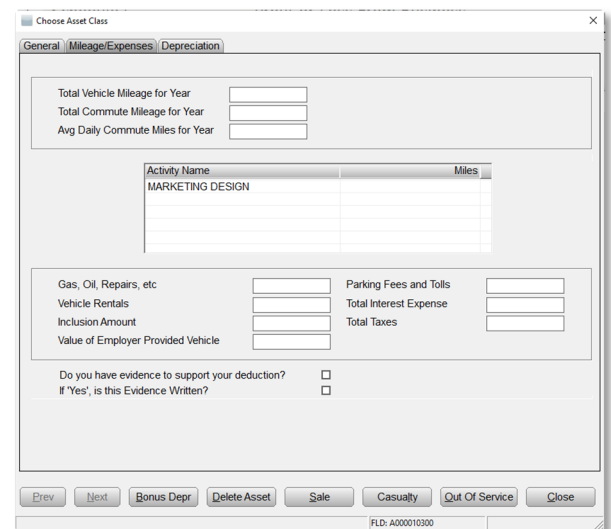 Choose Asset Class
General Mileage/Expenses Depreciation
Total Vehicle Mileage for Year
Total Commute Mileage for Year
Avg Daily Commute Miles for Year
Activity Name Miles
MARKETING DESIGN
Gas, Oil, Repairs, etc Parking Fees and Tolls
Vehicle Rentals Total Interest Expense
Inclusion Amount Total Taxes
Value of Employer Provided Vehicle
Do you have evidence to support your deduction?
If 'Yes', is this Evidence Written?
Prev Next Bonus Depr Delete Asset Sale Casualty Out Of Service Close
FLD: A000010300